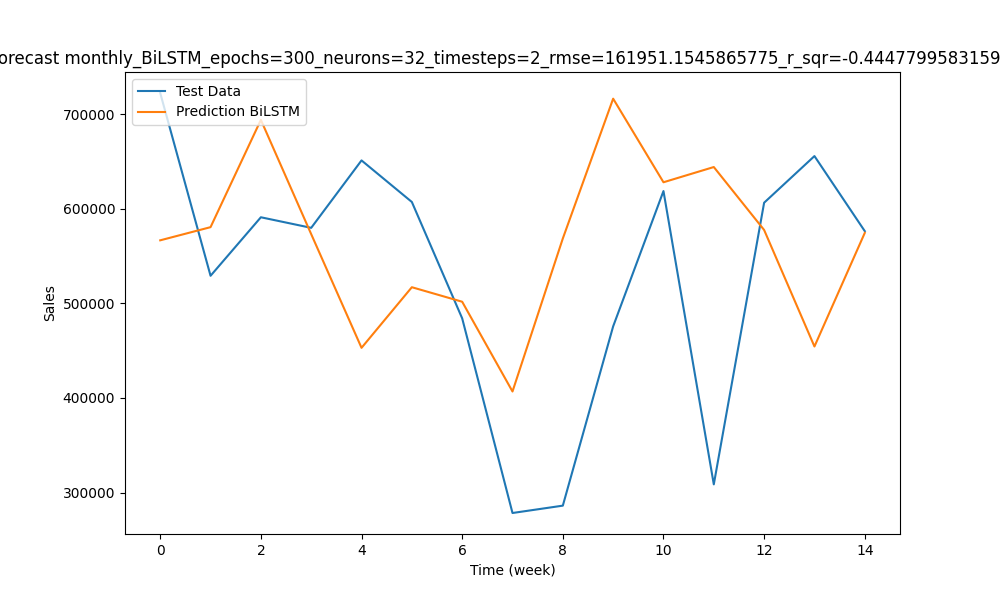 orecast monthly_BiLSTM_epochs=300_neurons=32_timesteps=2_rmse=161951.1545865775_r_sqr=-0.4447799583159
Test Data
Prediction BiLSTM
700000
600000
500000
400000
300000
Sales
0 2 4 6 8 10 12 14
Time (week)